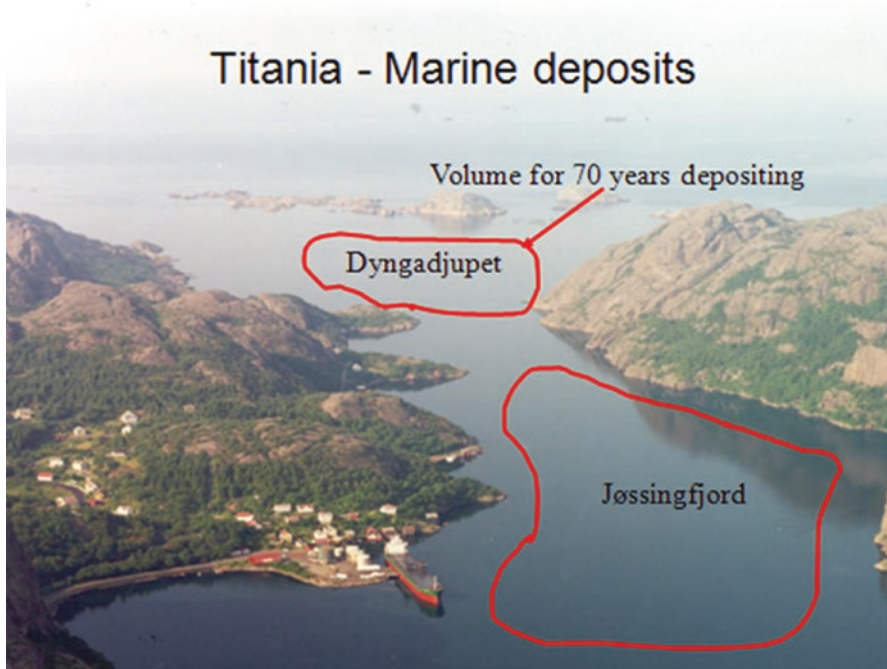 Titania - Marine deposits
Volume for 70 years depositing
Dyngadjupet
Jøssingfjord